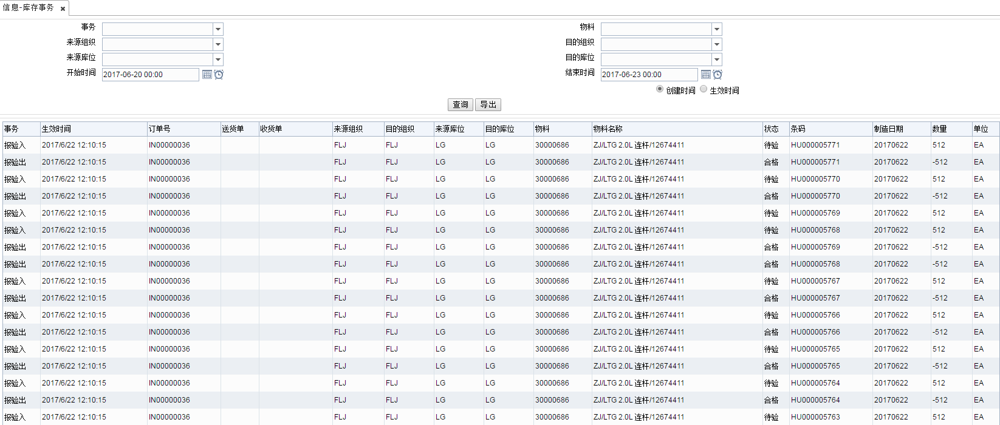 信息-库存事务
事务 物料
来源组织 目的组织
来源库位 目的库位
开始时间 2017-06-20 00:00 结束时间 2017-06-23 00:00
创建时间 生效时间
查询 导出
事务 生效时间 订单号 送货单 收货单 来源组织 目的组织 来源库位 目的库位 物料 物料名称 状态 条码 制造日期 数量 单位
报验入 2017/6/22 12:10:15 IN00000036 FLJ FLJ LG LG 30000686 ZJ/LTG 2.0L 连杆/12674411 待验 HU000005771 20170622 512 EA
报验出 2017/6/22 12:10:15 IN00000036 FLJ FLJ LG LG 30000686 ZJ/LTG 2.0L 连杆/12674411 合格 HU000005771 20170622 -512 EA
报验入 2017/6/22 12:10:15 IN00000036 FLJ FLJ LG LG 30000686 ZJ/LTG 2.0L 连杆/12674411 待验 HU000005770 20170622 512 EA
报验出 2017/6/22 12:10:15 IN00000036 FLJ FLJ LG LG 30000686 ZJ/LTG 2.0L 连杆/12674411 合格 HU000005770 20170622 -512 EA
报验入 2017/6/22 12:10:15 IN00000036 FLJ FLJ LG LG 30000686 ZJ/LTG 2.0L 连杆/12674411 待验 HU000005769 20170622 512 EA
报验入 2017/6/22 12:10:15 IN00000036 FLJ FLJ LG LG 30000686 ZJ/LTG 2.0L 连杆/12674411 待验 HU000005768 20170622 512 EA
报验出 2017/6/22 12:10:15 IN00000036 FLJ FLJ LG LG 30000686 ZJ/LTG 2.0L 连杆/12674411 合格 HU000005769 20170622 -512 EA
报验出 2017/6/22 12:10:15 IN00000036 FLJ FLJ LG LG 30000686 ZJ/LTG 2.0L 连杆/12674411 合格 HU000005768 20170622 -512 EA
报验入 2017/6/22 12:10:15 IN00000036 FLJ FLJ LG LG 30000686 ZJ/LTG 2.0L 连杆/12674411 待验 HU000005767 20170622 512 EA
报验出 2017/6/22 12:10:15 IN00000036 FLJ FLJ LG LG 30000686 ZJ/LTG 2.0L 连杆/12674411 合格 HU000005767 20170622 -512 EA
报验入 2017/6/22 12:10:15 IN00000036 FLJ FLJ LG LG 30000686 ZJ/LTG 2.0L 连杆/12674411 待验 HU000005766 20170622 512 EA
报验出 2017/6/22 12:10:15 IN00000036 FLJ FLJ LG LG 30000686 ZJ/LTG 2.0L 连杆/12674411 合格 HU000005766 20170622 -512 EA
报验入 2017/6/22 12:10:15 IN00000036 FLJ FLJ LG LG 30000686 ZJ/LTG 2.0L 连杆/12674411 待验 HU000005765 20170622 512 EA
报验出 2017/6/22 12:10:15 IN00000036 FLJ FLJ LG LG 30000686 ZJ/LTG 2.0L 连杆/12674411 合格 HU000005765 20170622 -512 EA
报验入 2017/6/22 12:10:15 IN00000036 FLJ FLJ LG LG 30000686 ZJ/LTG 2.0L 连杆/12674411 待验 HU000005764 20170622 512 EA
报验出 2017/6/22 12:10:15 IN00000036 FLJ FLJ LG LG 30000686 ZJ/LTG 2.0L 连杆/12674411 合格 HU000005764 20170622 -512 EA
报验入 2017/6/22 12:10:15 IN00000036 FLJ FLJ LG LG 30000686 ZJ/LTG 2.0L 连杆/12674411 待验 HU000005763 20170622 512 EA